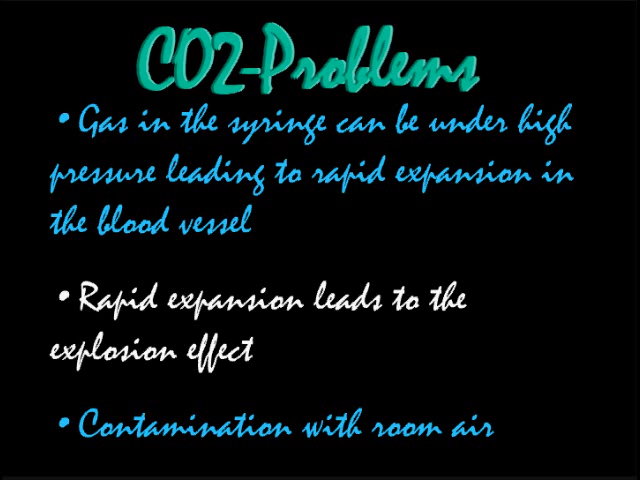 CO2-Problems
• Gas in the syringe can be under high
pressure leading to rapid expansion in
the blood vessel
• Rapid expansion leads to the
explosion effect
• Contamination with room air